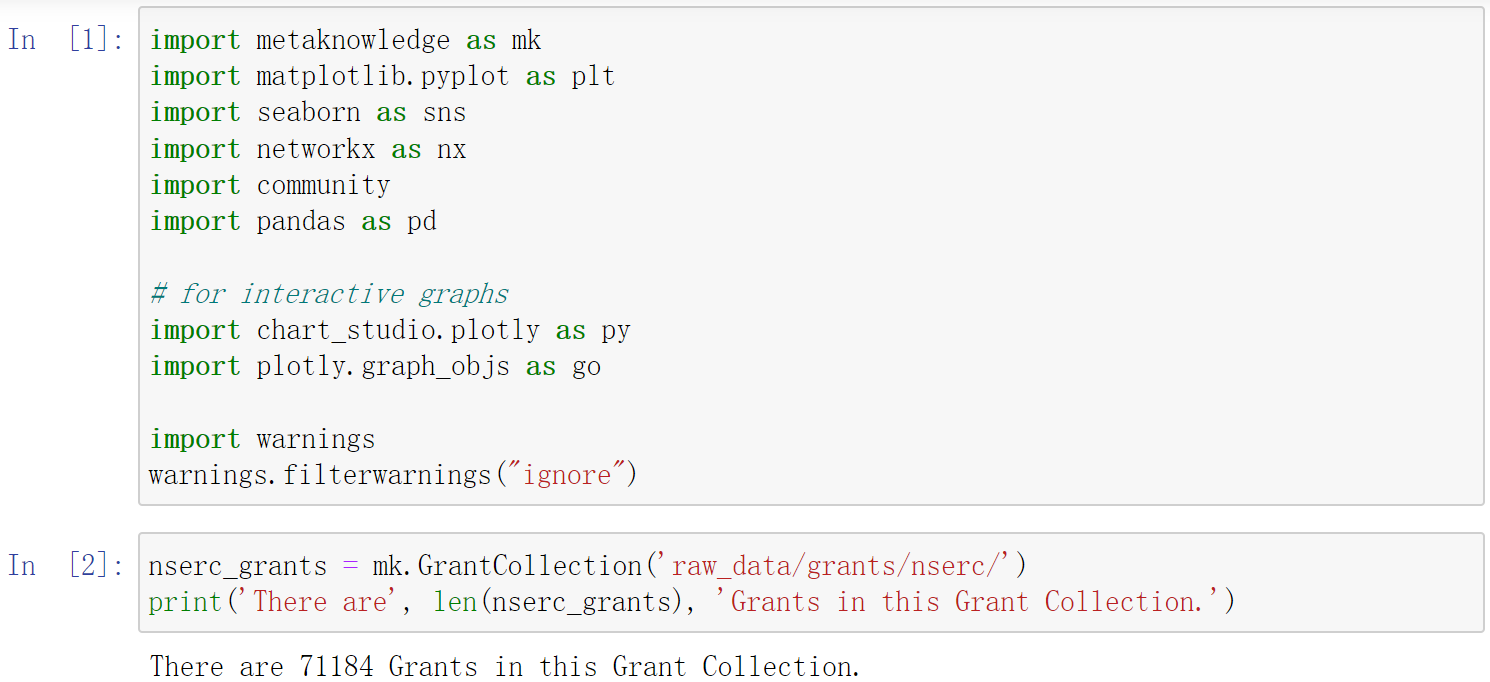 In [1]:
import metaknowledge as mk
import matplotlib.pyplot as plt
import seaborn as sns
import networkx as nx
import community
import pandas as pd
# for interactive graphs
import chart_studio.plotly as py
import plotly.graph_objs as go
import warnings
warnings.filterwarnings("ignore")
In [2]:
nserc_grants = mk.GrantCollection('raw_data/grants/nserc/')
print('There are', len(nserc_grants), 'Grants in this Grant Collection.')
There are 71184 Grants in this Grant Collection.